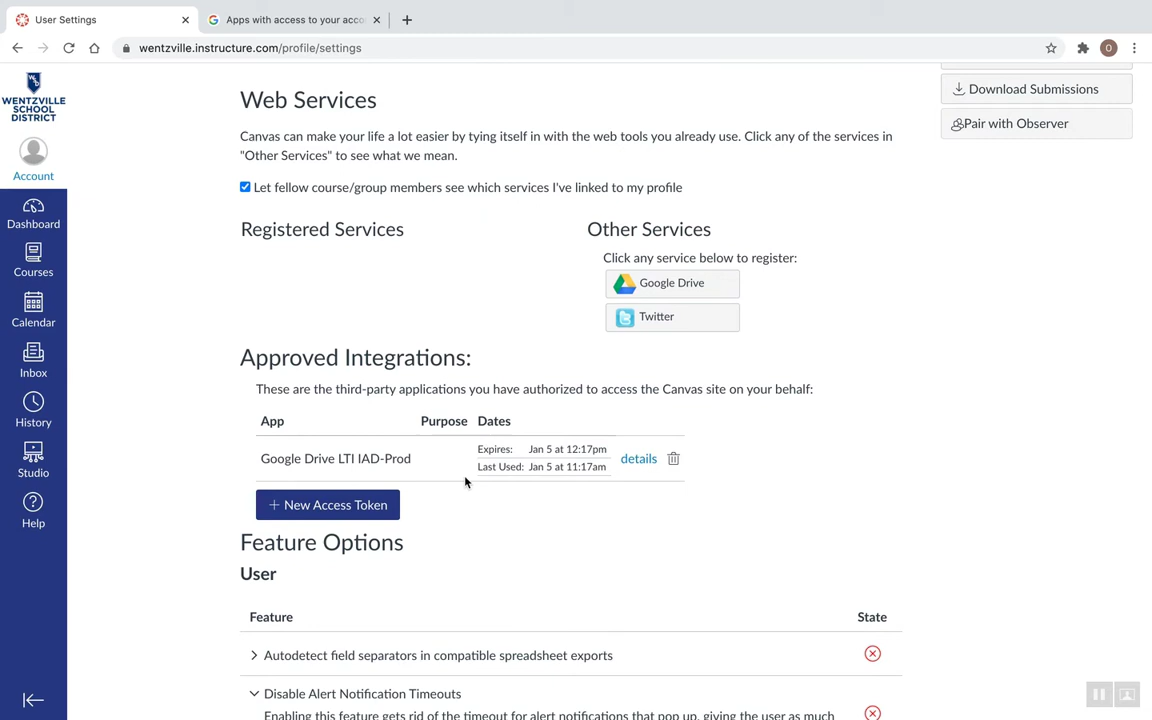 User Settings
Apps with access to your acco
wentzville.instructure.com/profile/settings
O
WENTZVILLE
SCHOOL
DISTRICT
Account
Dashboard
Courses
Calendar
Inbox
History
Studio
Help
Download Submissions
Pair with Observer
Web Services
Canvas can make your life a lot easier by tying itself in with the web tools you already use. Click any of the services in
"Other Services" to see what we mean.
Let fellow course/group members see which services I've linked to my profile
Registered Services
Other Services
Click any service below to register:
Google Drive
Twitter
Approved Integrations:
These are the third-party applications you have authorized to access the Canvas site on your behalf:
App Purpose Dates
Google Drive LTI IAD-Prod
Expires: Jan 5 at 12:17pm
Last Used: Jan 5 at 11:17am
details
+ New Access Token
Feature Options
User
Feature State
Autodetect field separators in compatible spreadsheet exports
Disable Alert Notification Timeouts
Enabling this feature gets rid of the timeout for alert notifications that pop up, giving the user as much